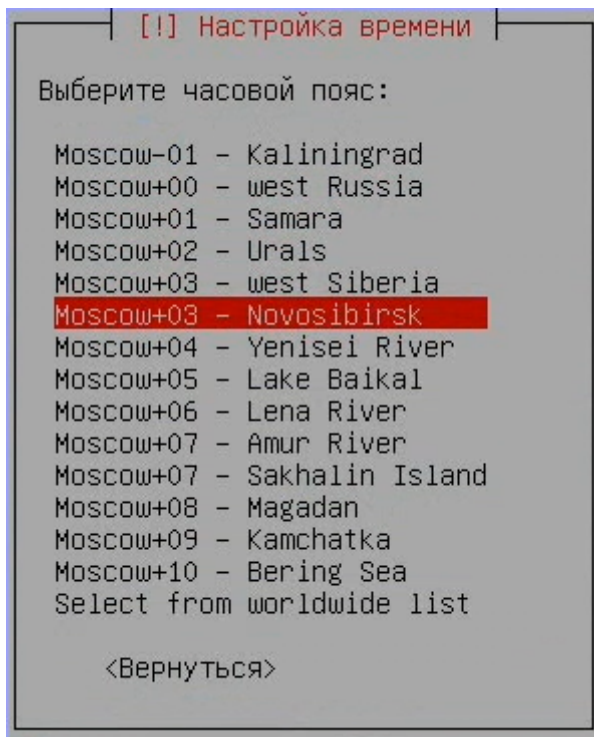 [!] Настройка времени
Выберите часовой пояс:
Moscow-01 - Kaliningrad
Moscow+00 - west Russia
Moscow+01 - Samara
Moscow+02 - Urals
Moscow+03 - west Siberia
Moscow+03 - Novosibirsk
Moscow+04 - Yenisei River
Moscow+05 - Lake Baikal
Moscow+06 - Lena River
Moscow+07 - Amur River
Moscow+07 - Sakhalin Island
Moscow+08 - Magadan
Moscow+09 - Kamchatka
Moscow+10 - Bering Sea
Select from worldwide list
<Вернуться>